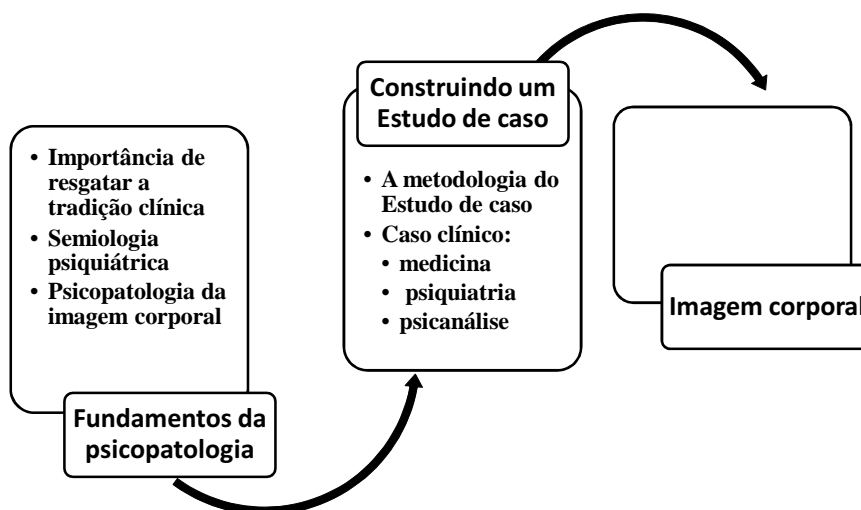 • Importância de
resgatar a
tradição clínica
• Semiologia
psiquiátrica
• Psicopatologia da
imagem corporal
Fundamentos da
psicopatologia
Construindo um
Estudo de caso
• A metodologia do
Estudo de caso
• Caso clínico:
• medicina
• psiquiatria
• psicanálise
Imagem corporal